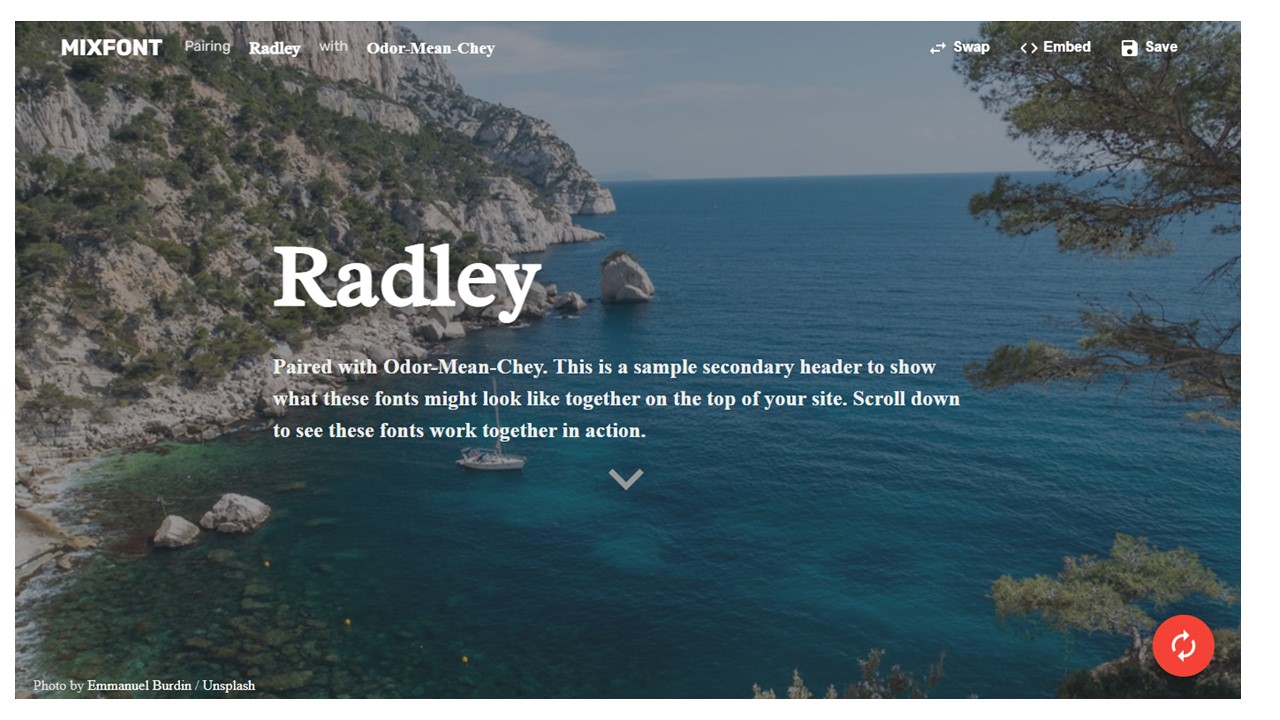 MIXFONT Pairing Radley with Odor-Mean-Chey Swap Embed Save
Radley
Paired with Odor-Mean-Chey. This is a sample secondary header to show
what these fonts might look like together on the top of your site. Scroll down
to see these fonts work together in action.
Photo by Emmanuel Burdin / Unsplash